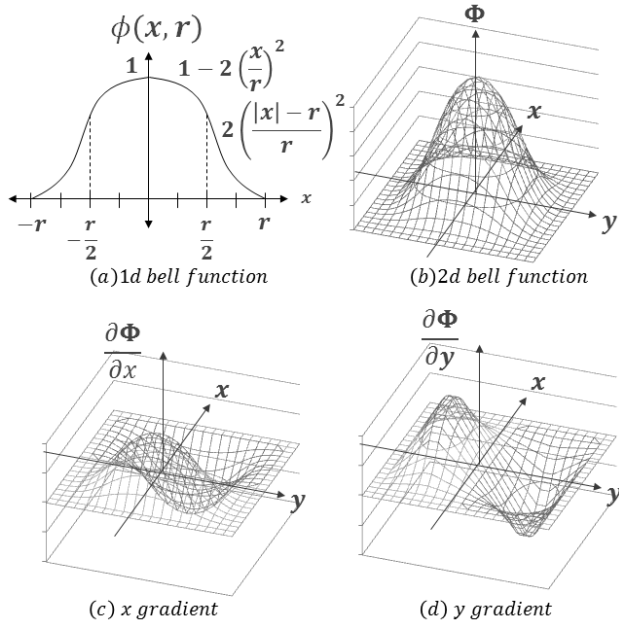 ϕ(x, r)
1
1 − 2 (x/r)²
2 ((|x| − r)/r)²
−r
−r/2
r/2
r
x
(a)1d bell function
Φ
x
y
(b)2d bell function
∂Φ/∂x
x
y
(c) x gradient
∂Φ/∂y
x
y
(d) y gradient